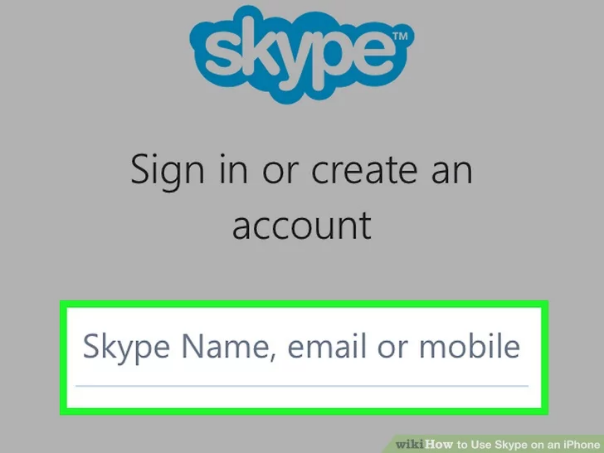 skype™
Sign in or create an
account
Skype Name, email or mobile
wikiHow to Use Skype on an iPhone